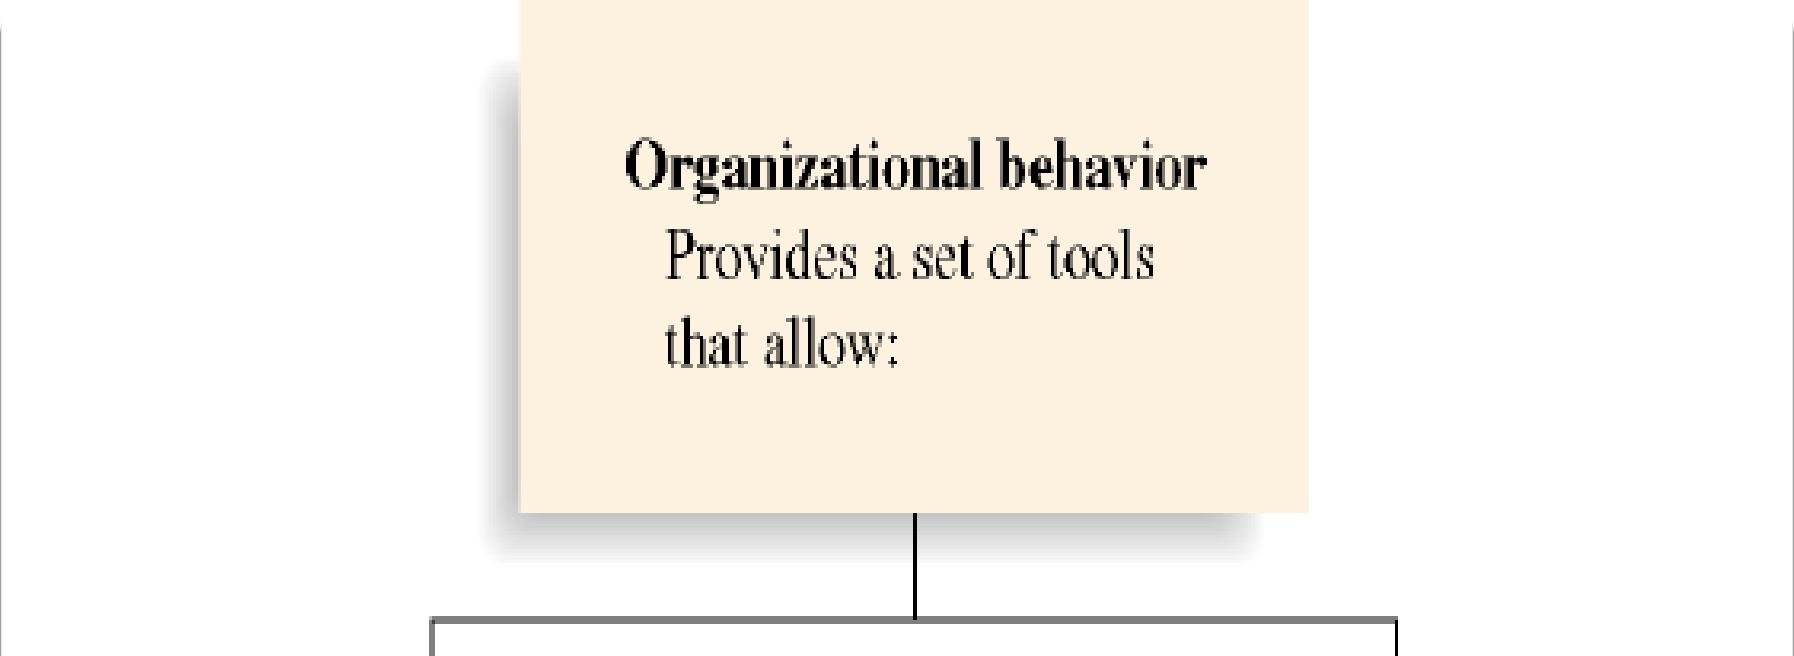 Organizational behavior
Provides a set of tools
that allow: